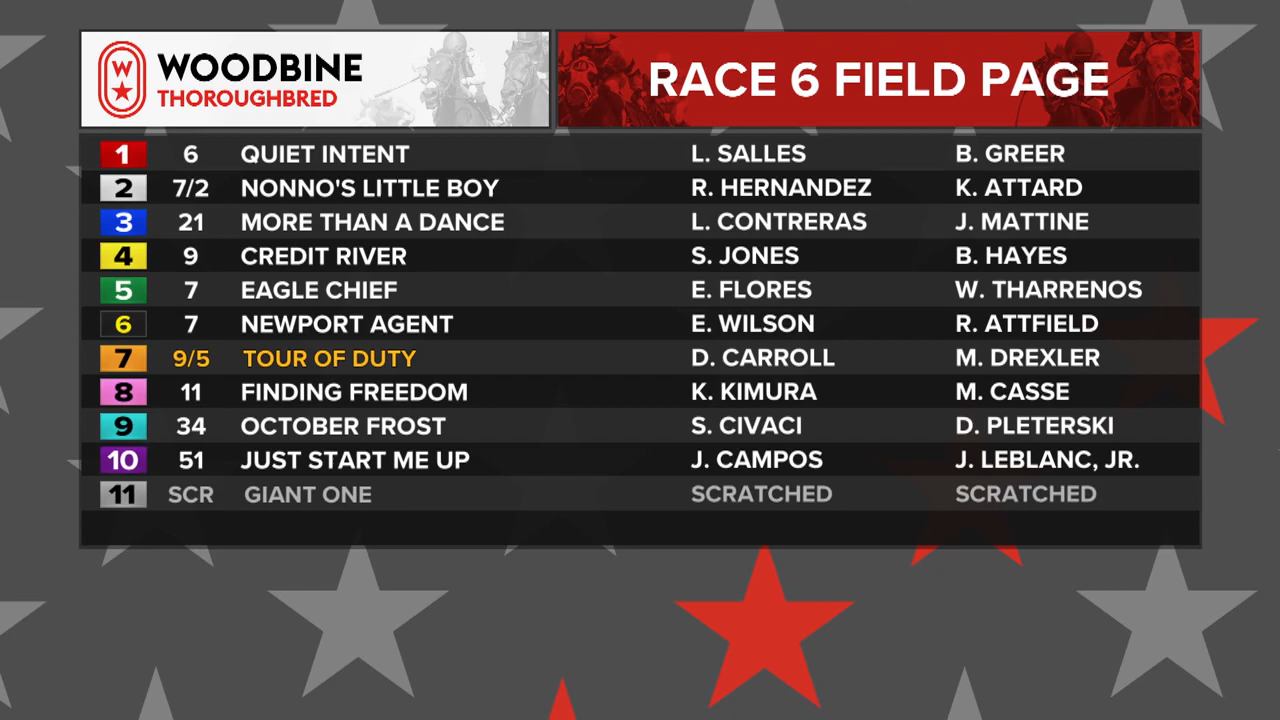 W
WOODBINE
THOROUGHBRED
RACE 6 FIELD PAGE
1 6 QUIET INTENT L. SALLES B. GREER
2 7/2 NONNO'S LITTLE BOY R. HERNANDEZ K. ATTARD
3 21 MORE THAN A DANCE L. CONTRERAS J. MATTINE
4 9 CREDIT RIVER S. JONES B. HAYES
5 7 EAGLE CHIEF E. FLORES W. THARRENOS
6 7 NEWPORT AGENT E. WILSON R. ATTFIELD
7 9/5 TOUR OF DUTY D. CARROLL M. DREXLER
8 11 FINDING FREEDOM K. KIMURA M. CASSE
9 34 OCTOBER FROST S. CIVACI D. PLETERSKI
10 51 JUST START ME UP J. CAMPOS J. LEBLANC, JR.
11 SCR GIANT ONE SCRATCHED SCRATCHED